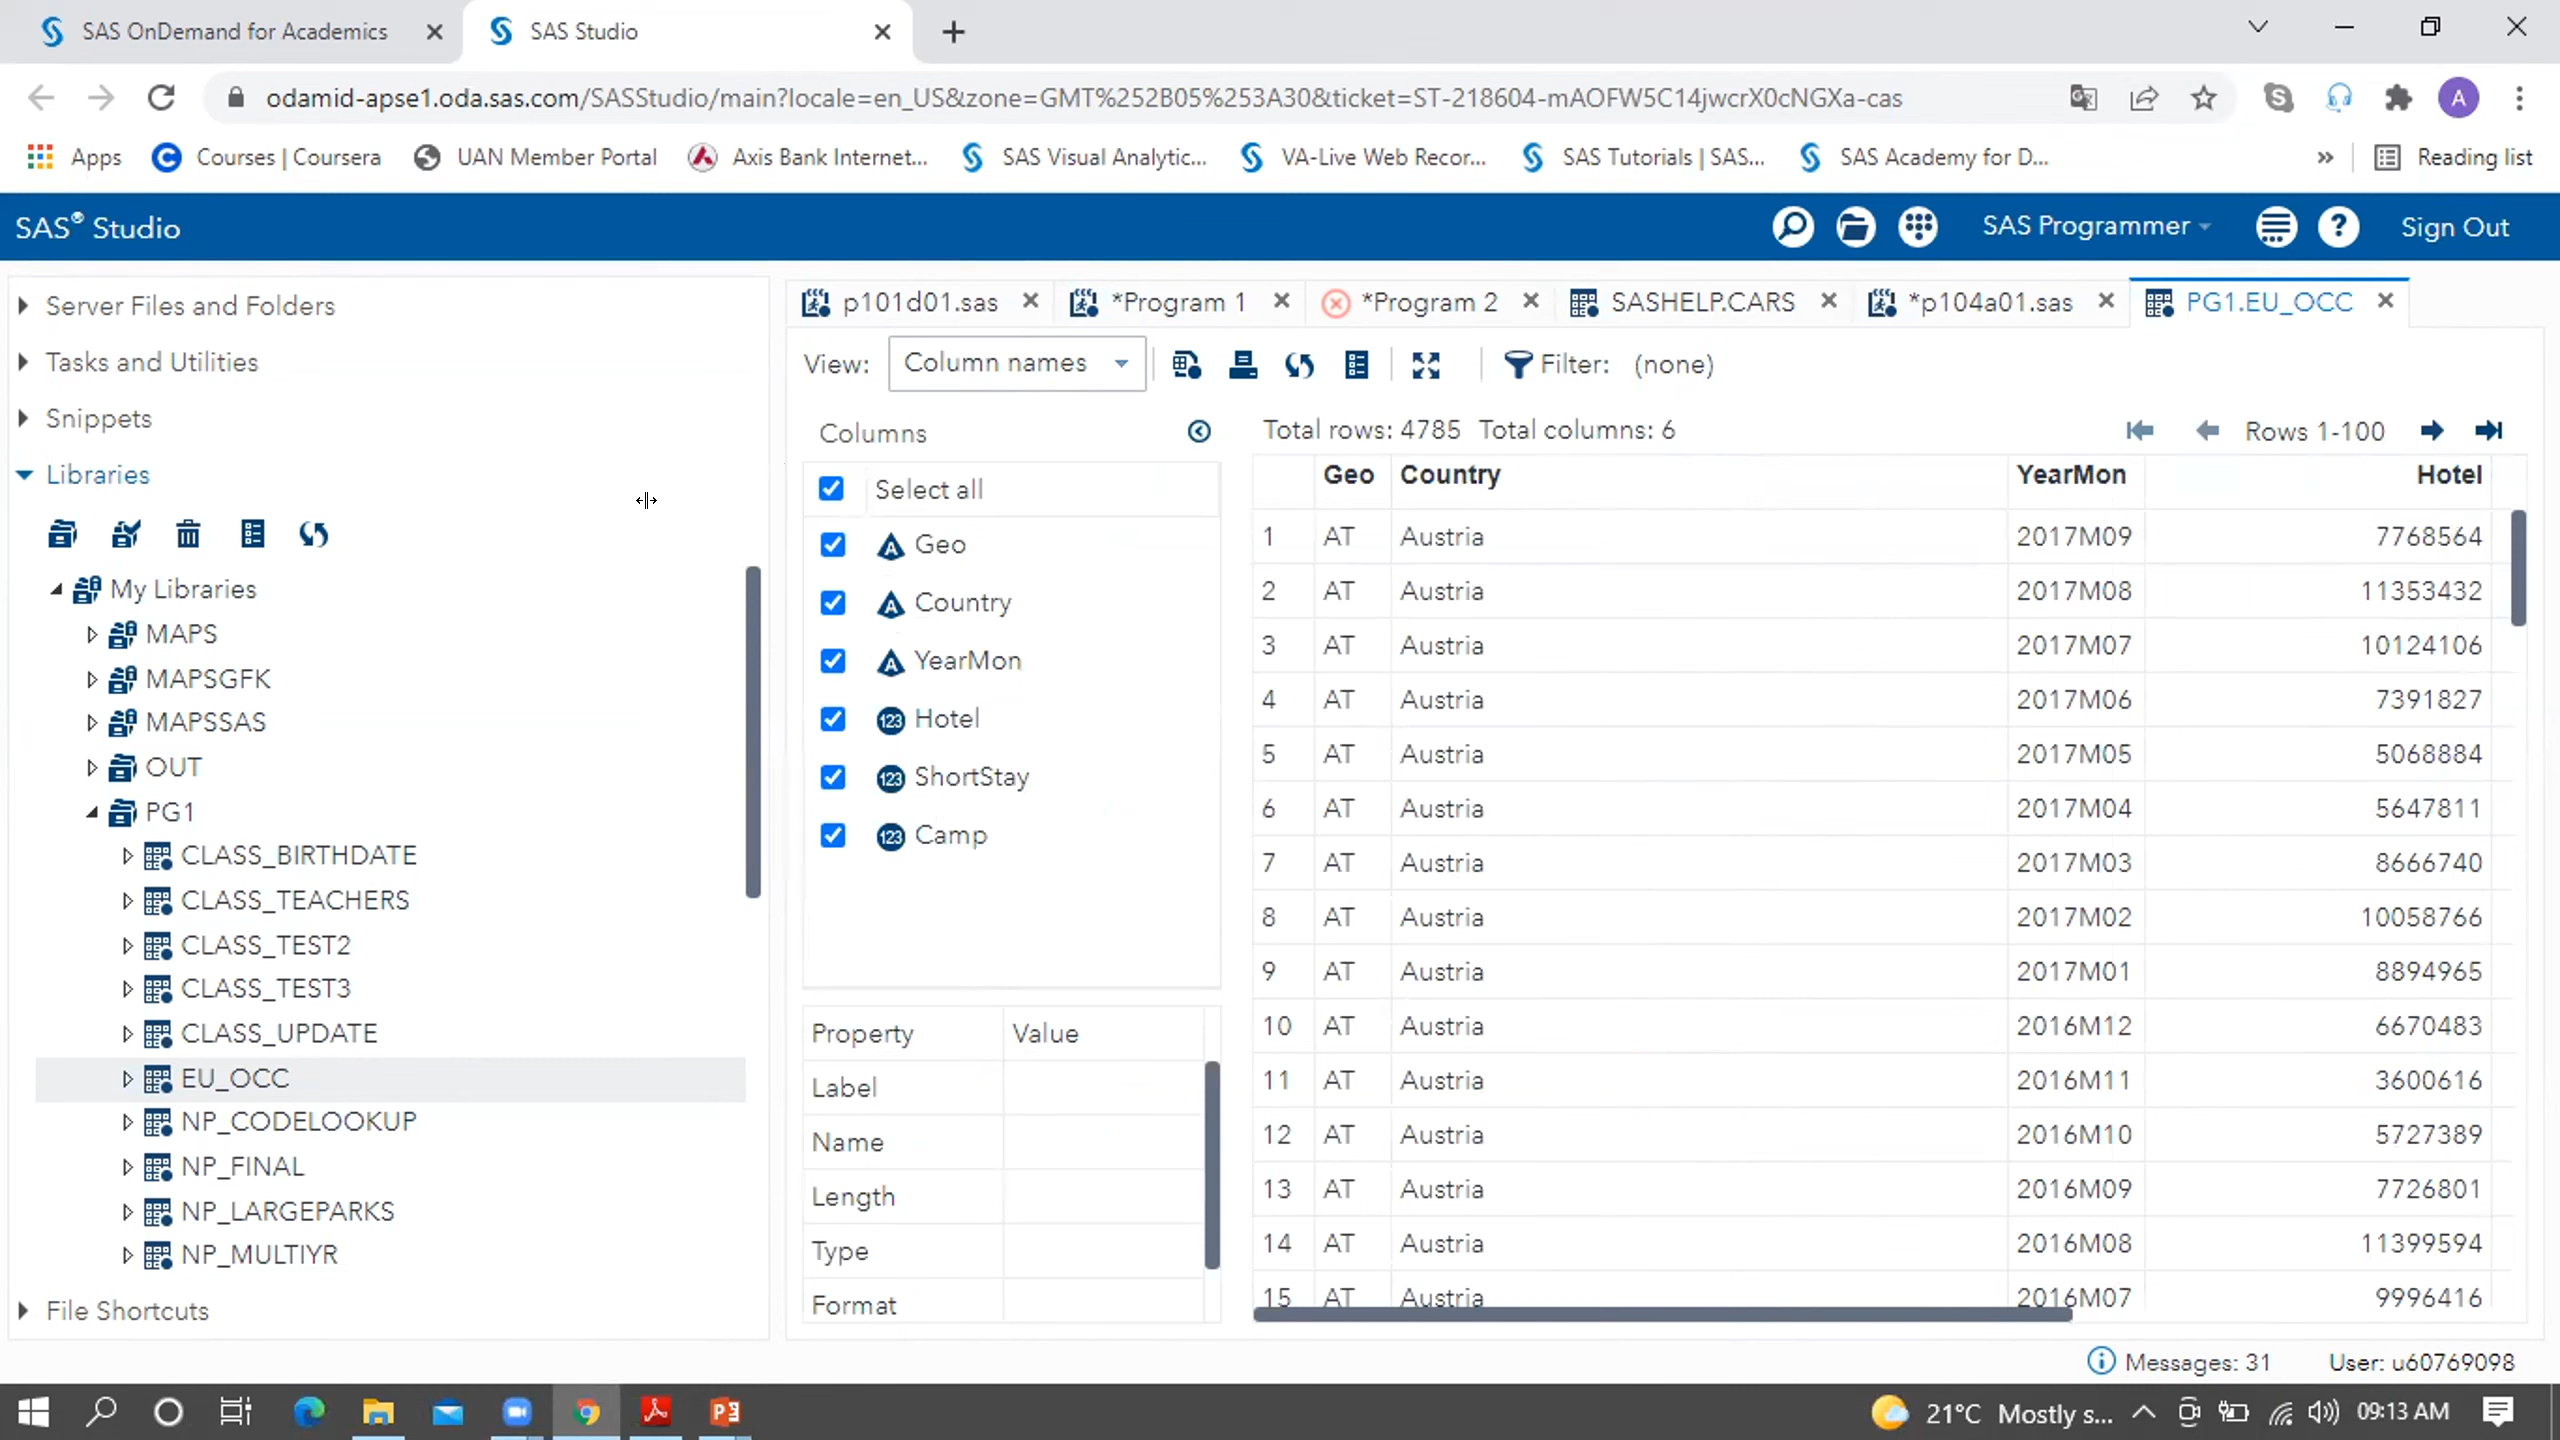 SAS OnDemand for Academics
SAS Studio
odamid-apse1.oda.sas.com/SASStudio/main?locale=en_US&zone=GMT%252B05%253A30&ticket=ST-218604-mAOFW5C14jwcrX0cNGXa-cas
A
Apps
Courses | Coursera
UAN Member Portal
Axis Bank Internet...
SAS Visual Analytic...
VA-Live Web Recor...
SAS Tutorials | SAS...
SAS Academy for D...
»
Reading list
SAS® Studio
SAS Programmer
Sign Out
Server Files and Folders
Tasks and Utilities
Snippets
Libraries
My Libraries
MAPS
MAPSGFK
MAPSSAS
OUT
PG1
CLASS_BIRTHDATE
CLASS_TEACHERS
CLASS_TEST2
CLASS_TEST3
CLASS_UPDATE
EU_OCC
NP_CODELOOKUP
NP_FINAL
NP_LARGEPARKS
NP_MULTIYR
File Shortcuts
p101d01.sas
*Program 1
*Program 2
SASHELP.CARS
*p104a01.sas
PG1.EU_OCC
View: Column names
Filter: (none)
Columns
Select all
Geo
Country
YearMon
Hotel
ShortStay
Camp
Property Value
Label
Name
Length
Type
Format
Total rows: 4785 Total columns: 6
Rows 1-100
Geo Country YearMon Hotel
1 AT Austria 2017M09 7768564
2 AT Austria 2017M08 11353432
3 AT Austria 2017M07 10124106
4 AT Austria 2017M06 7391827
5 AT Austria 2017M05 5068884
6 AT Austria 2017M04 5647811
7 AT Austria 2017M03 8666740
8 AT Austria 2017M02 10058766
9 AT Austria 2017M01 8894965
10 AT Austria 2016M12 6670483
11 AT Austria 2016M11 3600616
12 AT Austria 2016M10 5727389
13 AT Austria 2016M09 7726801
14 AT Austria 2016M08 11399594
15 AT Austria 2016M07 9996416
Messages: 31
User: u60769098
21°C Mostly s...
09:13 AM